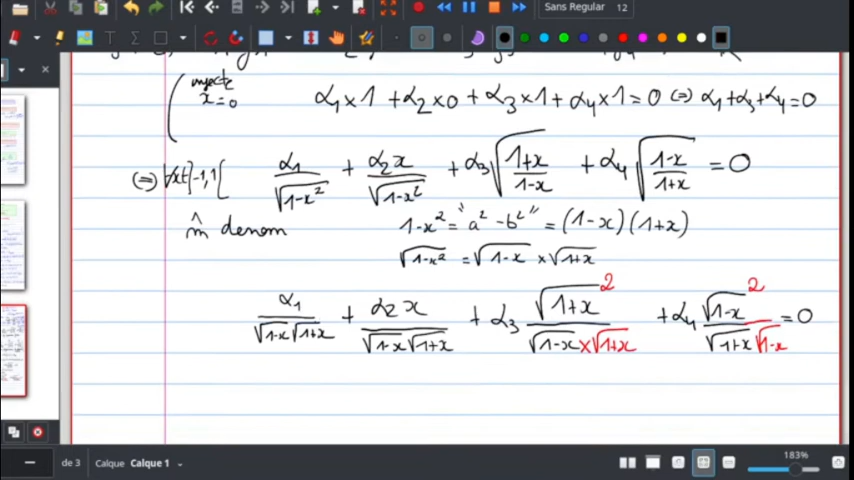 Sans Regular 12
injecte
x=0
α₁×1 + α₂×0 + α₃×1 + α₄×1 = 0 (=) α₁+α₃+α₄=0
(=) ∀x∈]-1,1[ α₁/√(1-x²) + α₂x/√(1-x²) + α₃√((1+x)/(1-x)) + α₄√((1-x)/(1+x)) = 0
m̂ denom 1-x² = "a²-b²" = (1-x)(1+x)
√(1-x²) = √(1-x) × √(1+x)
α₁/(√(1-x)√(1+x)) + α₂x/(√(1-x)√(1+x)) + α₃ √(1+x)²/(√(1-x)×√(1+x)) + α₄ √(1-x)²/(√(1+x)√(1-x)) = 0
de 3 Calque Calque 1 183%